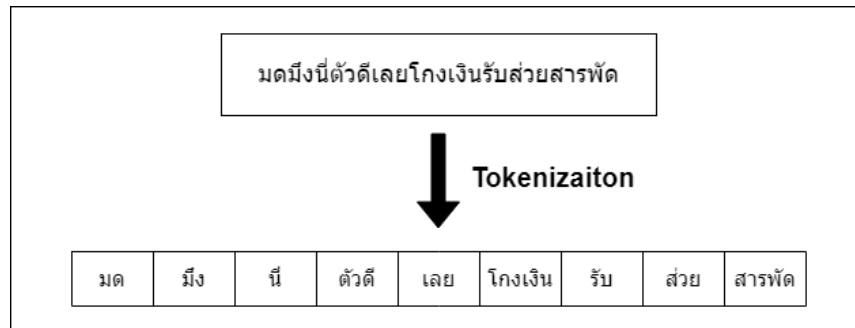 มดมึงนี่ตัวดีเลยโกงเงินรับส่วยสารพัด
Tokenizaiton
มด มึง นี่ ตัวดี เลย โกงเงิน รับ ส่วย สารพัด